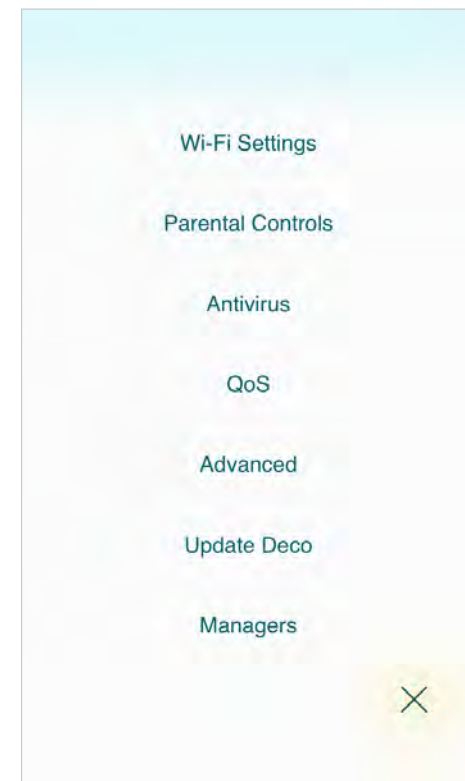 Wi-Fi Settings
Parental Controls
Antivirus
QoS
Advanced
Update Deco
Managers